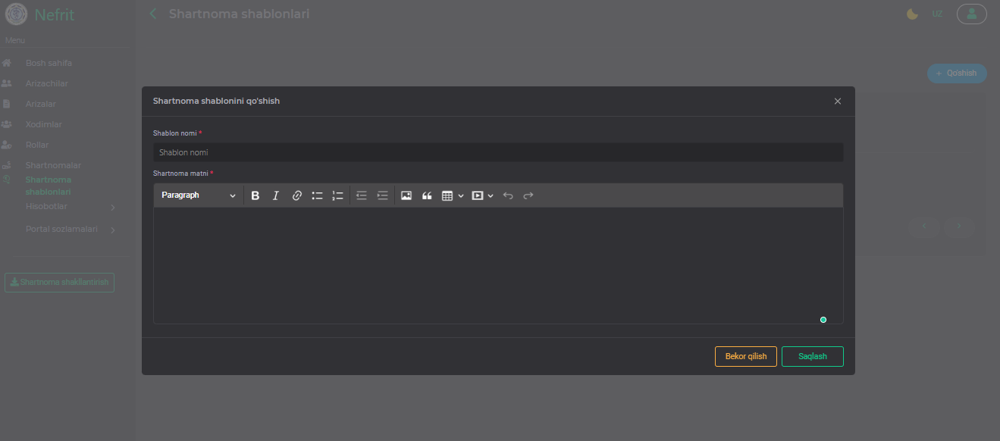 Nefrit
Shartnoma shablonlari
UZ
Menu
Bosh sahifa
Arizachilar
Arizalar
Xodimlar
Rollar
Shartnomalar
Shartnoma
shablonlari
Hisobotlar
Portal sozlamalari
Shertnoma shakllantirish
+ Qo'shish
Shartnoma shablonini qo'shish
Shablon nomi *
Shablon nomi
Shartnoma matni *
Paragraph
Bekor qilish
Saqlash